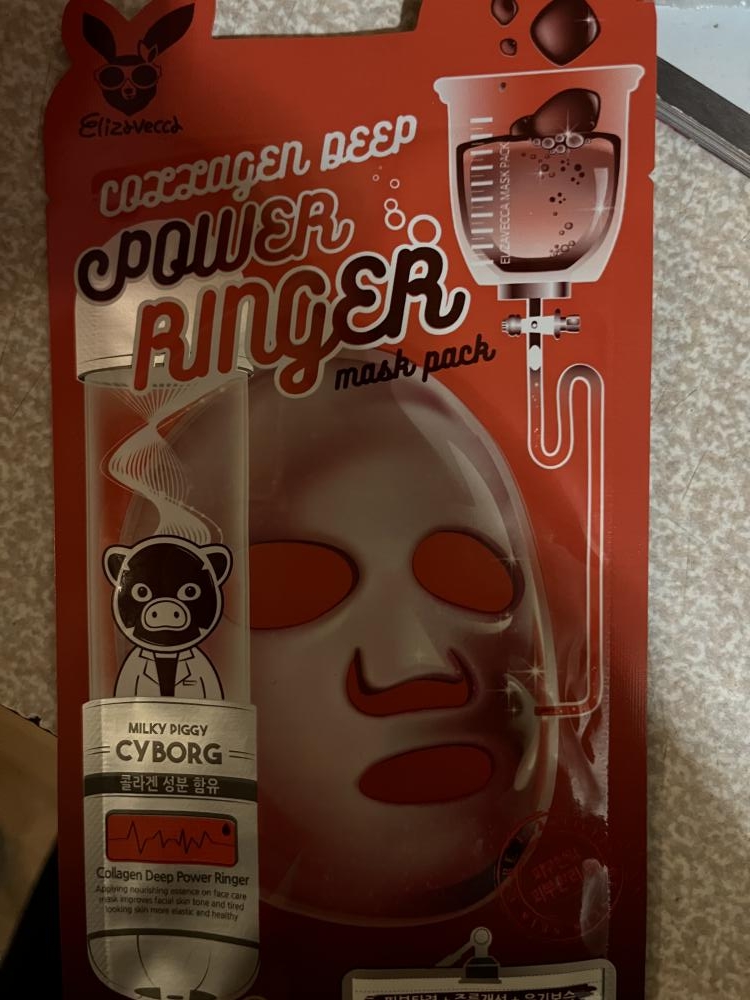 Elizavecca
COLLAGEN DEEP
POWER
RINGER
mask pack
ELIZAVECCA MASK PACK
MILKY PIGGY
CYBORG
콜라겐 성분 함유
Collagen Deep Power Ringer
Applying nourishing essence on face care
mask improves facial skin tone and tired
looking skin more elastic and healthy